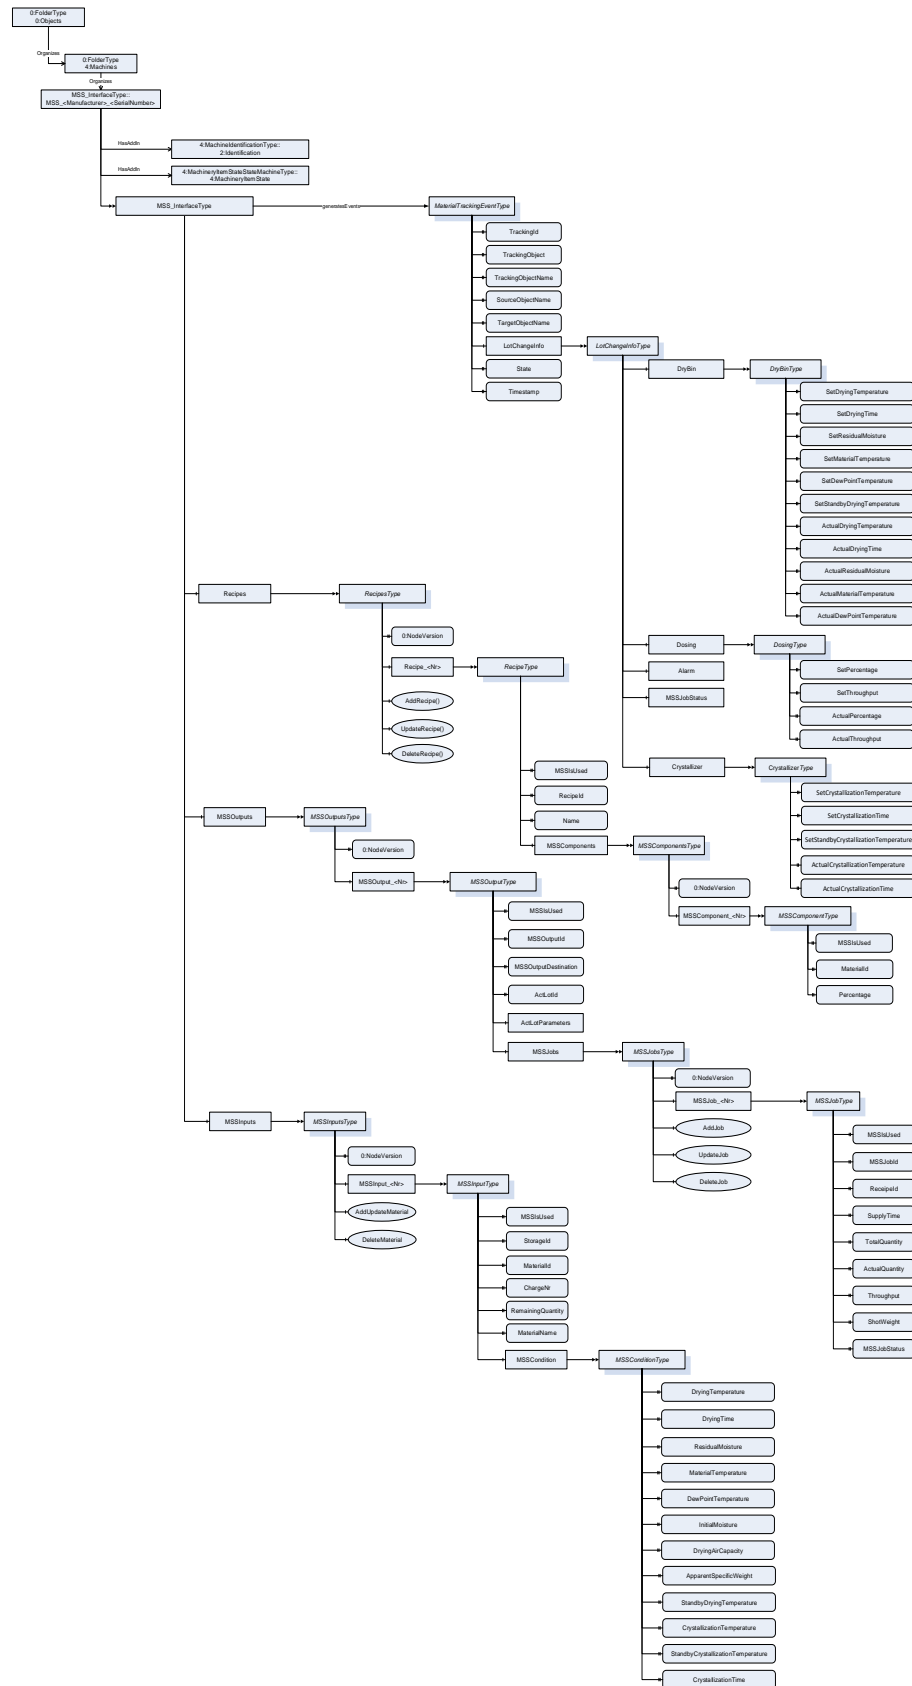 0:FolderType
0:Objects
Organizes
0:FolderType
4:Machines
Organizes
MSS_InterfaceType::
MSS_<Manufacturer>_<SerialNumber>
HasAddIn
4:MachineIdentificationType::
2:Identification
HasAddIn
4:MachineryItemStateStateMachineType::
4:MachineryItemState
MSS_InterfaceType
generatesEvents
MaterialTrackingEventType
TrackingId
TrackingObject
TrackingObjectName
SourceObjectName
TargetObjectName
LotChangeInfo
State
Timestamp
LotChangeInfoType
DryBin
DryBinType
SetDryingTemperature
SetDryingTime
SetResidualMoisture
SetMaterialTemperature
SetDewPointTemperature
SetStandbyDryingTemperature
ActualDryingTemperature
ActualDryingTime
ActualResidualMoisture
ActualMaterialTemperature
ActualDewPointTemperature
Dosing
DosingType
SetPercentage
SetThroughput
ActualPercentage
ActualThroughput
Alarm
MSSJobStatus
Crystallizer
CrystallizerType
SetCrystallizationTemperature
SetCrystallizationTime
SetStandbyCrystallizationTemperature
ActualCrystallizationTemperature
ActualCrystallizationTime
Recipes
RecipesType
0:NodeVersion
Recipe_<Nr>
AddRecipe()
UpdateRecipe()
DeleteRecipe()
RecipeType
MSSIsUsed
RecipeId
Name
MSSComponents
MSSComponentsType
0:NodeVersion
MSSComponent_<Nr>
MSSComponentType
MSSIsUsed
MaterialId
Percentage
MSSOutputs
MSSOutputsType
0:NodeVersion
MSSOutput_<Nr>
MSSOutputType
MSSIsUsed
MSSOutputId
MSSOutputDestination
ActLotId
ActLotParameters
MSSJobs
MSSJobsType
0:NodeVersion
MSSJob_<Nr>
AddJob
UpdateJob
DeleteJob
MSSJobType
MSSIsUsed
MSSJobId
ReceipeId
SupplyTime
TotalQuantity
ActualQuantity
Throughput
ShotWeight
MSSJobStatus
MSSInputs
MSSInputsType
0:NodeVersion
MSSInput_<Nr>
AddUpdateMaterial
DeleteMaterial
MSSInputType
MSSIsUsed
StorageId
MaterialId
ChargeNr
RemainingQuantity
MaterialName
MSSCondition
MSSConditionType
DryingTemperature
DryingTime
ResidualMoisture
MaterialTemperature
DewPointTemperature
InitialMoisture
DryingAirCapacity
ApparentSpecificWeight
StandbyDryingTemperature
CrystallizationTemperature
StandbyCrystallizationTemperature
CrystallizationTime